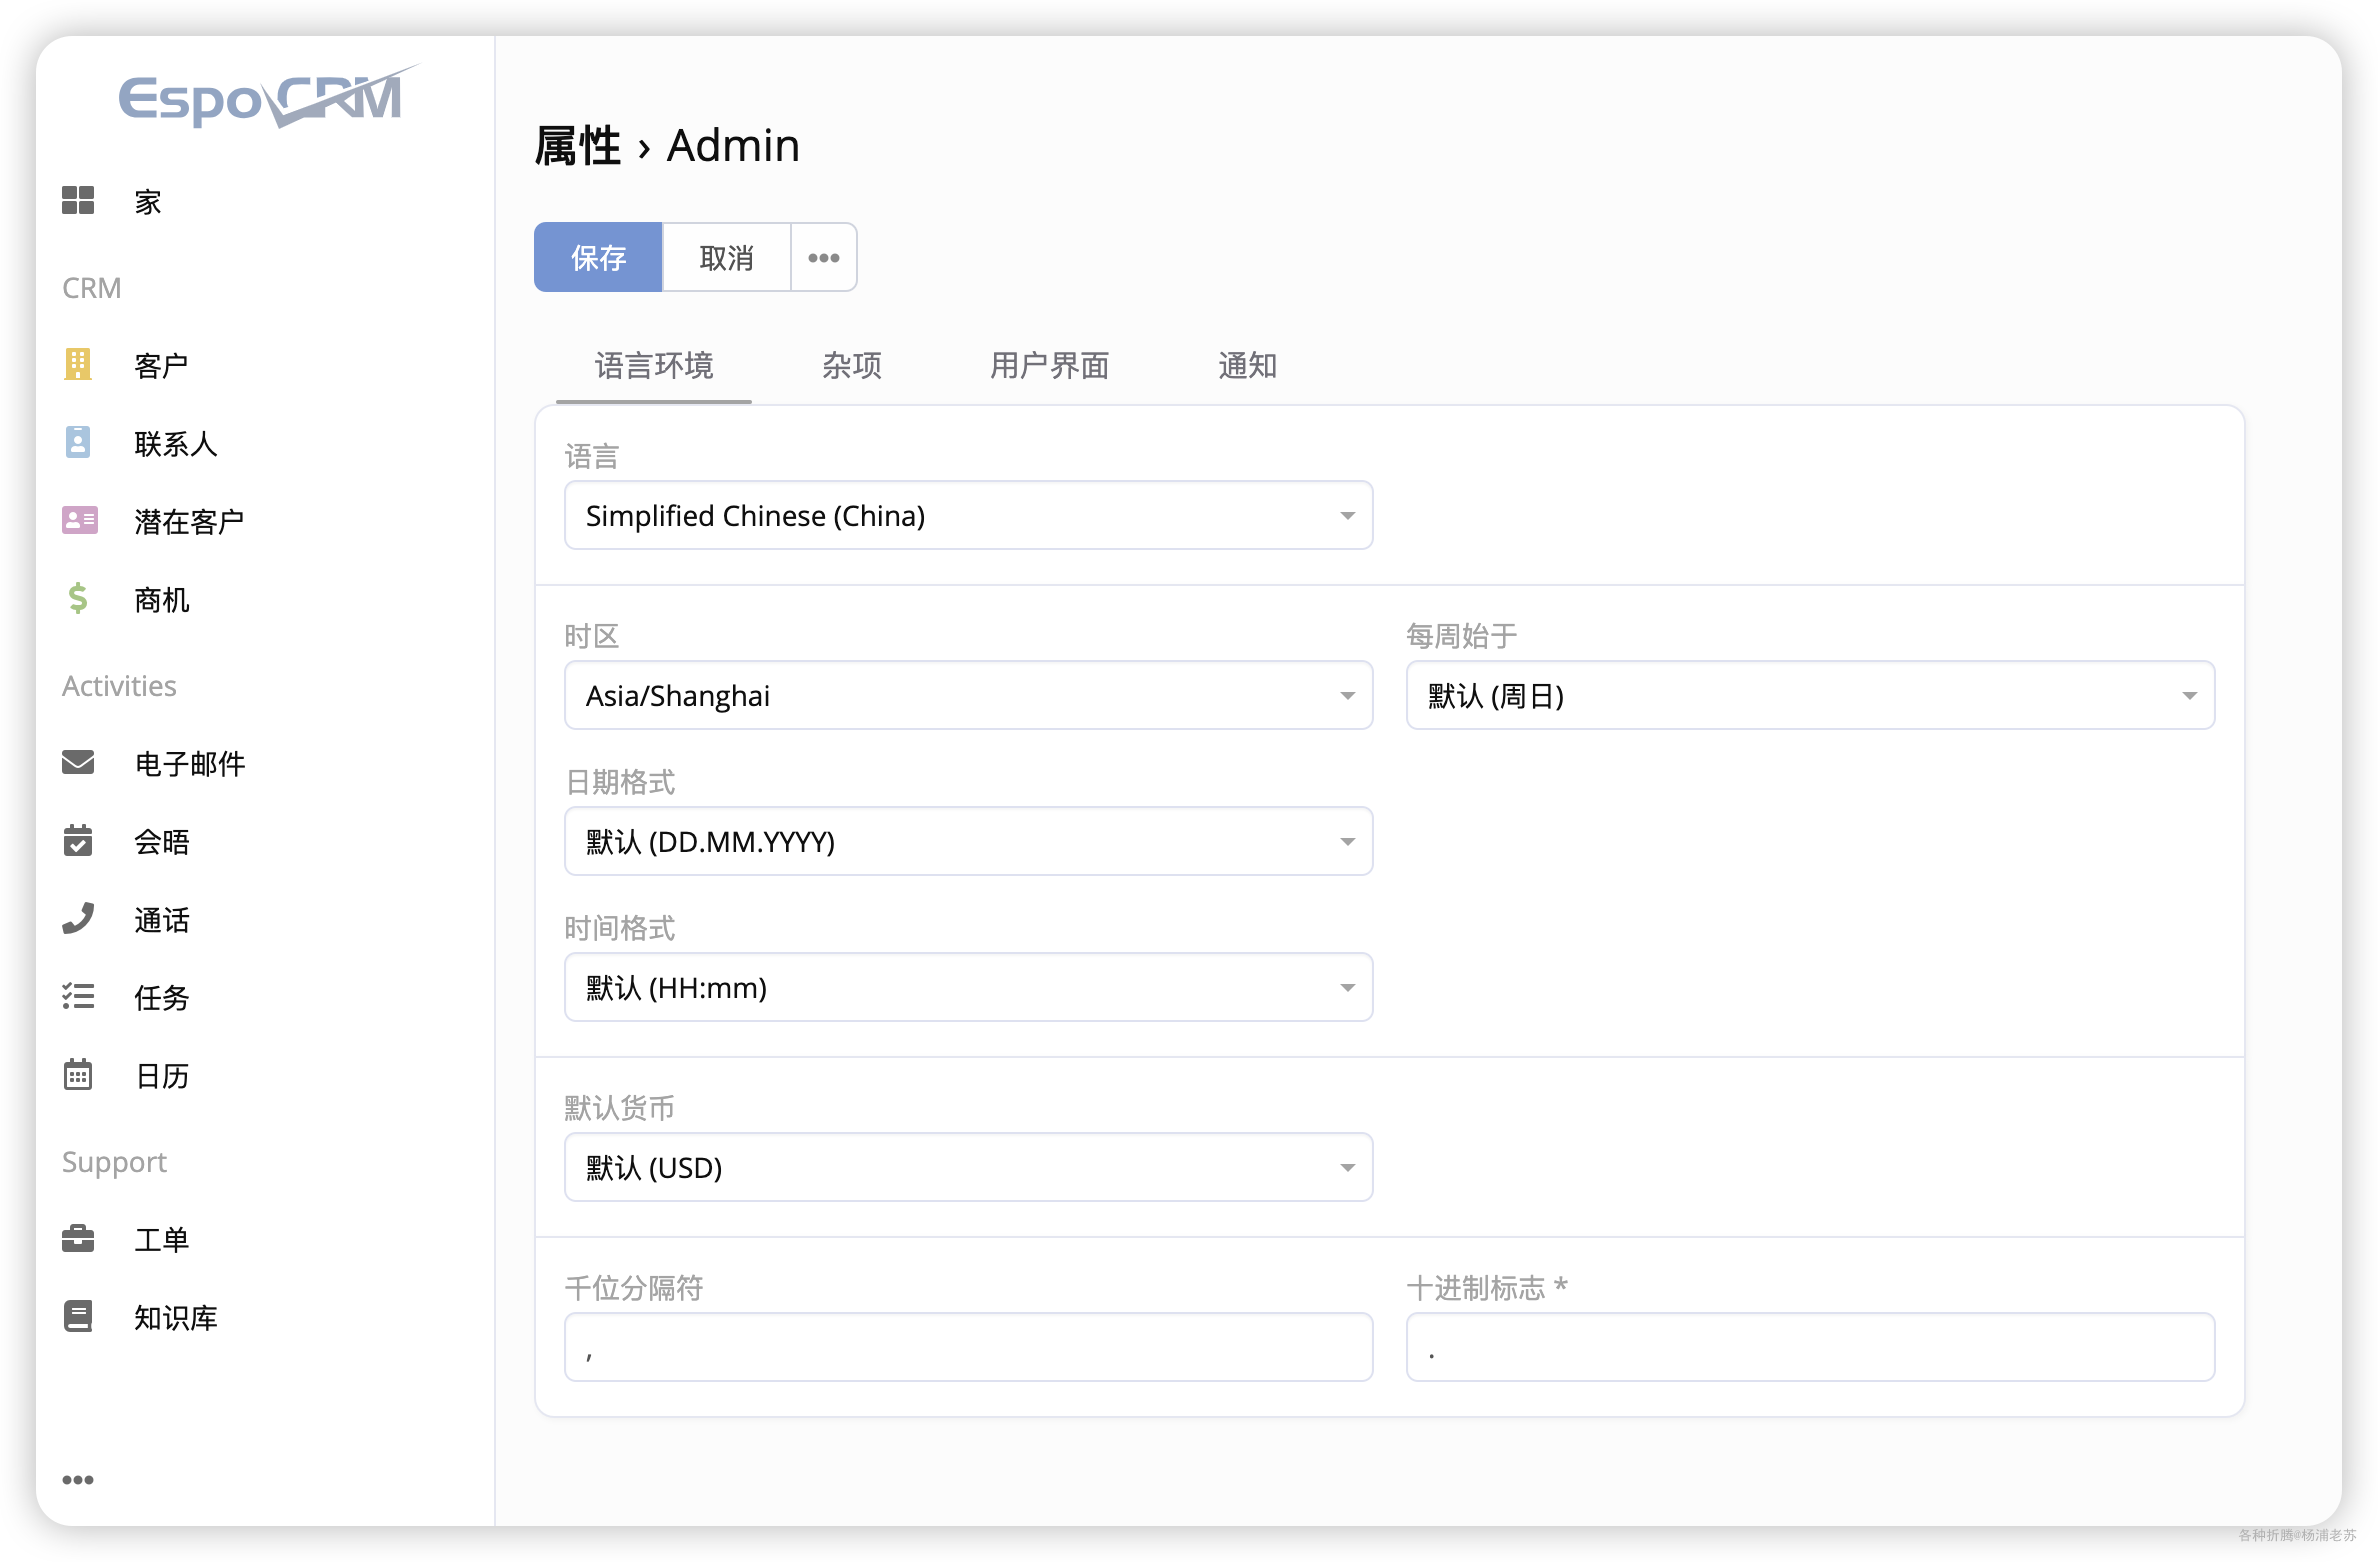 EspoCRM
家
CRM
客户
联系人
潜在客户
商机
Activities
电子邮件
会晤
通话
任务
日历
Support
工单
知识库
属性 › Admin
保存 取消
语言环境 杂项 用户界面 通知
语言
Simplified Chinese (China)
时区 每周始于
Asia/Shanghai 默认 (周日)
日期格式
默认 (DD.MM.YYYY)
时间格式
默认 (HH:mm)
默认货币
默认 (USD)
千位分隔符 十进制标志 *
, .
各种折腾@杨浦老苏